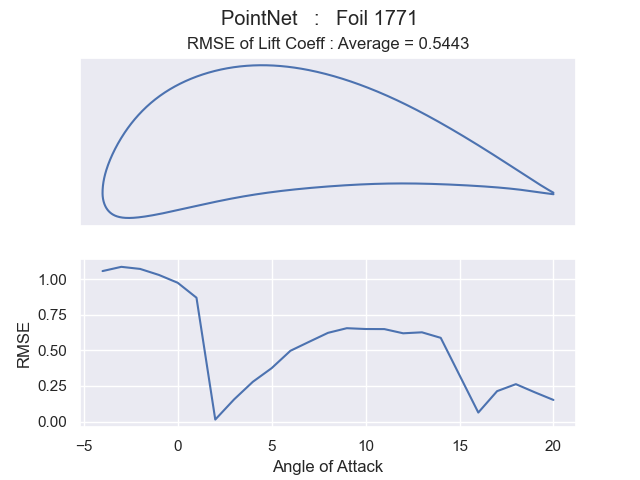 PointNet : Foil 1771
RMSE of Lift Coeff : Average = 0.5443
1.00
0.75
0.50
0.25
0.00
RMSE
−5 0 5 10 15 20
Angle of Attack